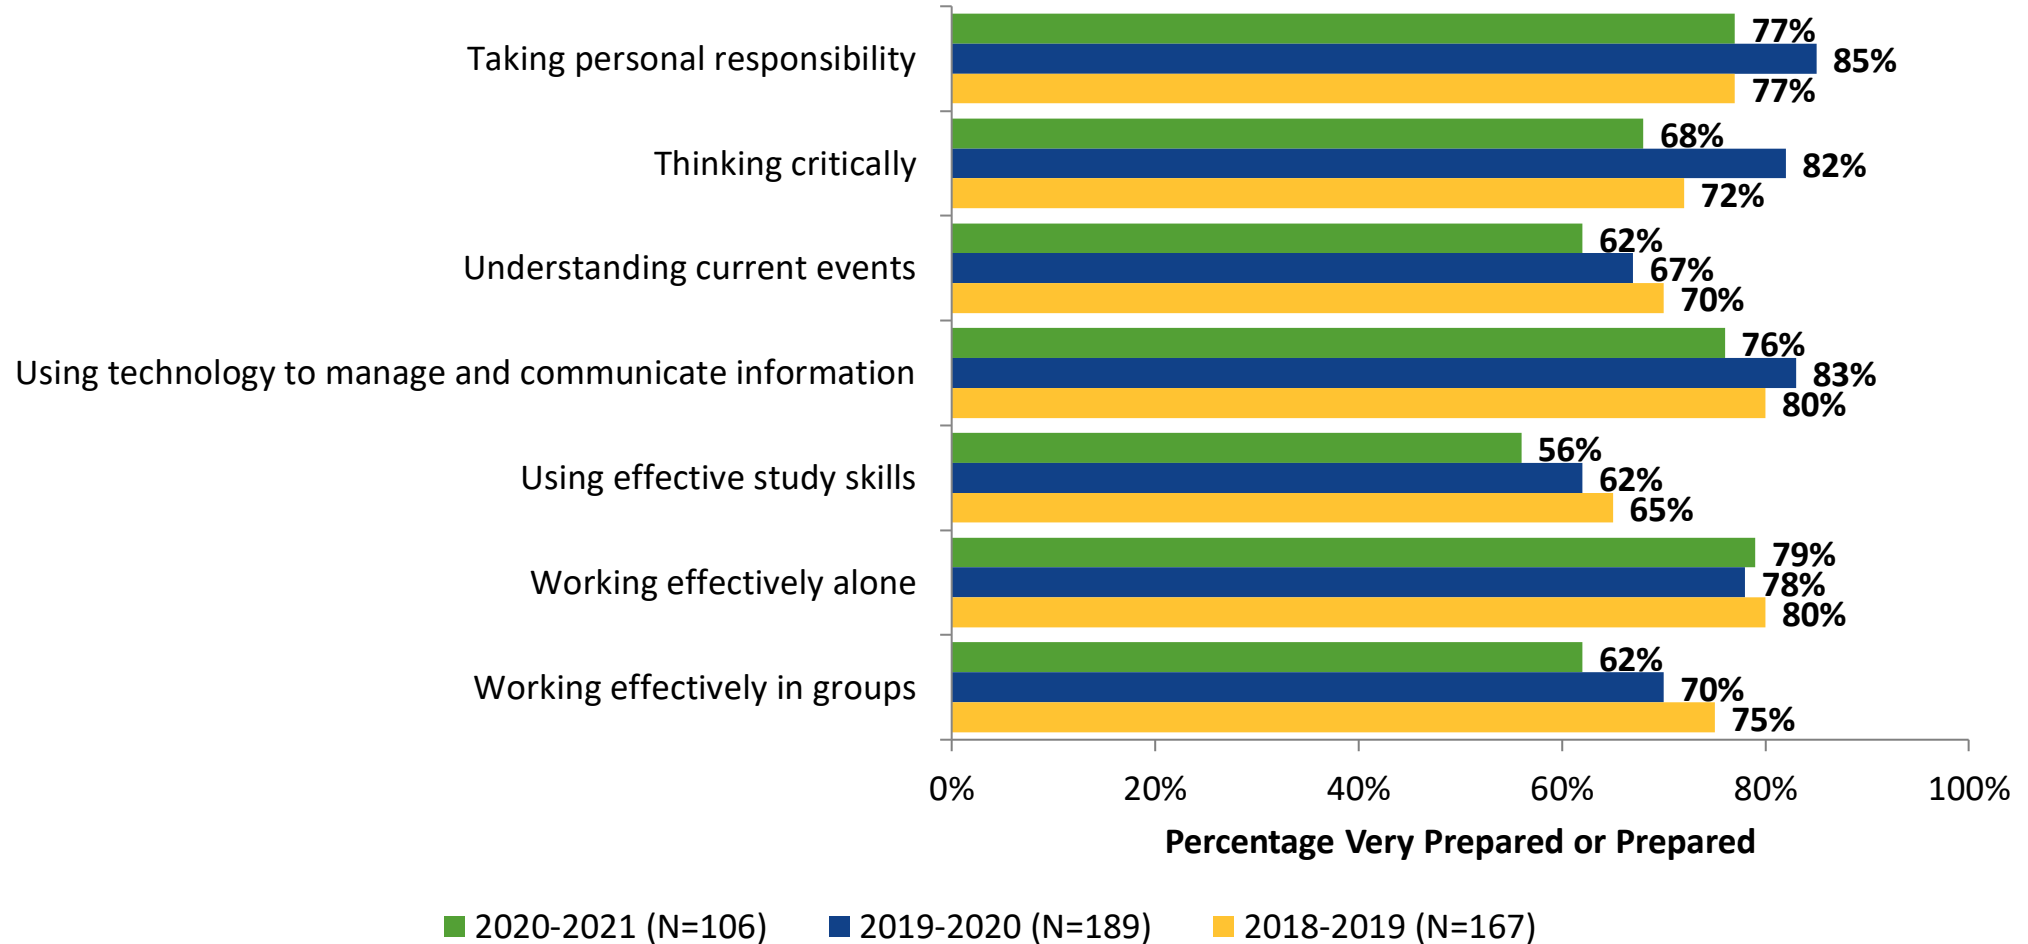 77%
Taking personal responsibility
85%
77%
68%
Thinking critically
82%
72%
62%
Understanding current events
67%
70%
76%
Using technology to manage and communicate information
83%
80%
56%
Using effective study skills
62%
65%
79%
Working effectively alone
78%
80%
62%
Working effectively in groups
70%
75%
0% 20% 40% 60% 80% 100%
Percentage Very Prepared or Prepared
2020-2021 (N=106) 2019-2020 (N=189) 2018-2019 (N=167)